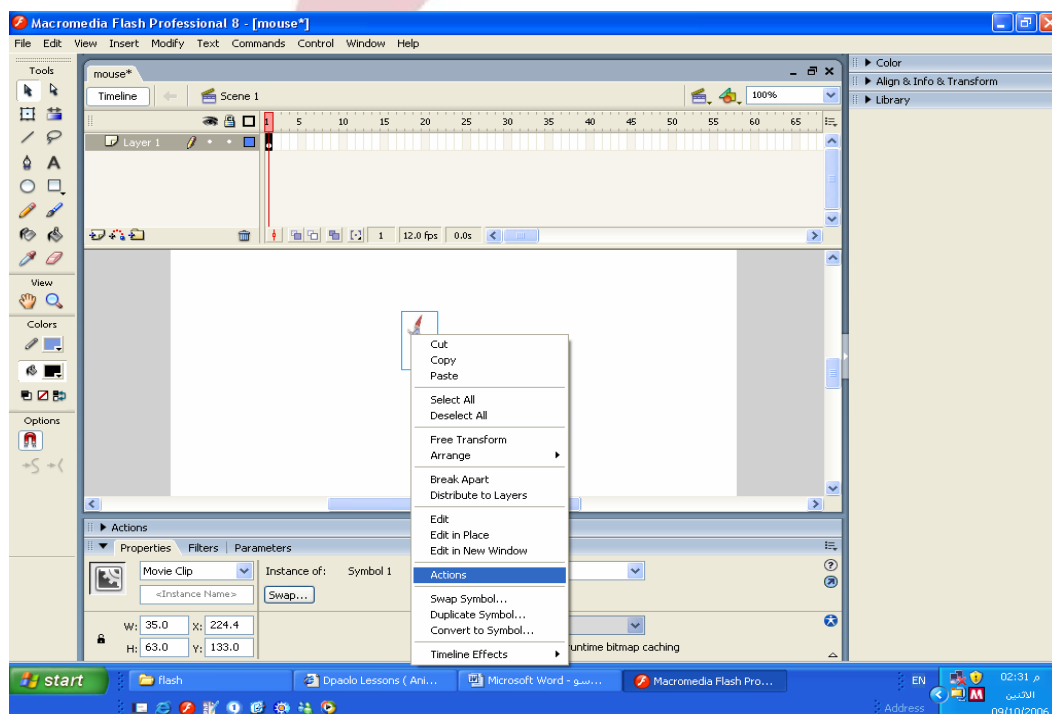 Macromedia Flash Professional 8 - [mouse*]
File Edit View Insert Modify Text Commands Control Window Help
Tools
View
Colors
Options
mouse*
Timeline
Scene 1
100%
1 5 10 15 20 25 30 35 40 45 50 55 60 65
Layer 1
1 12.0 fps 0.0s
Color
Align & Info & Transform
Library
Cut
Copy
Paste
Select All
Deselect All
Free Transform
Arrange
Break Apart
Distribute to Layers
Edit
Edit in Place
Edit in New Window
Actions
Swap Symbol...
Duplicate Symbol...
Convert to Symbol...
Timeline Effects
Actions
Properties Filters Parameters
Movie Clip
Instance of: Symbol 1
<Instance Name>
Swap...
W: 35.0 X: 224.4
H: 63.0 Y: 133.0
runtime bitmap caching
start
flash
Dpaolo Lessons ( Ani...
Microsoft Word - سو...
Macromedia Flash Pro...
EN
Address
02:31 م
الاثنين
09/10/2006